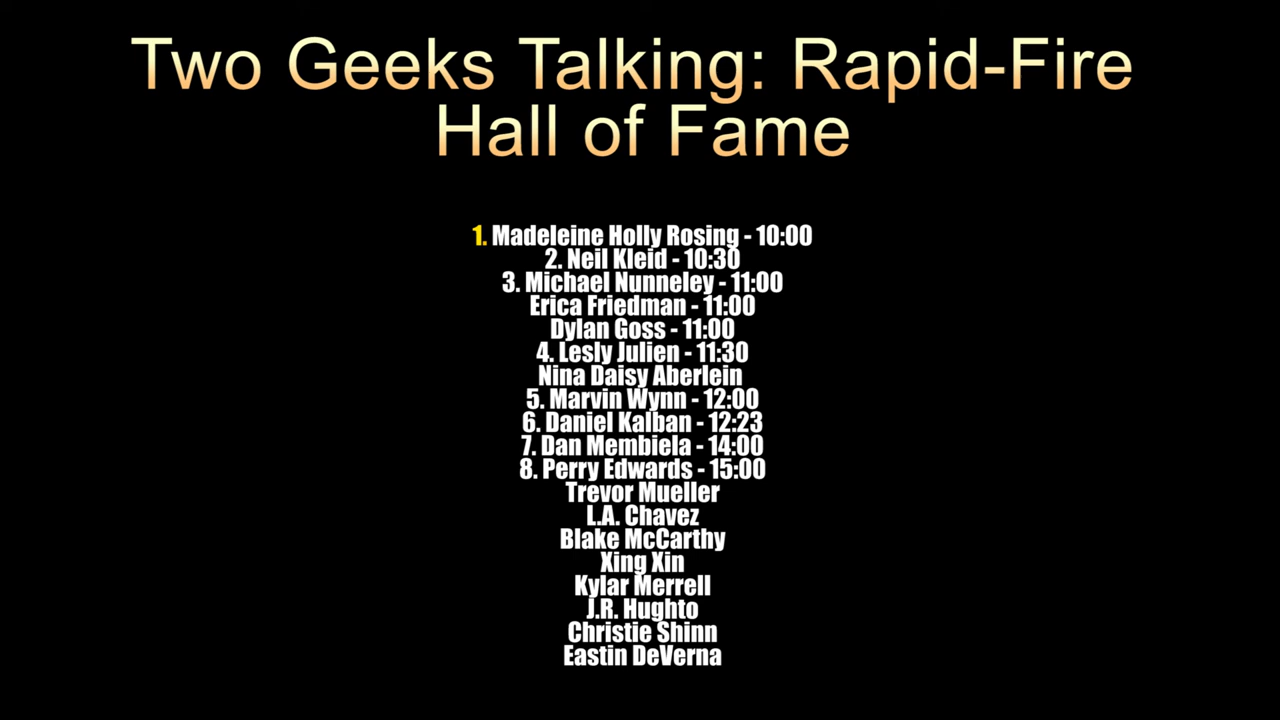 Two Geeks Talking: Rapid-Fire
Hall of Fame
1. Madeleine Holly Rosing - 10:00
2. Neil Kleid - 10:30
3. Michael Nunneley - 11:00
Erica Friedman - 11:00
Dylan Goss - 11:00
4. Lesly Julien - 11:30
Nina Daisy Aberlein
5. Marvin Wynn - 12:00
6. Daniel Kalban - 12:23
7. Dan Membiela - 14:00
8. Perry Edwards - 15:00
Trevor Mueller
L.A. Chavez
Blake McCarthy
Xing Xin
Kylar Merrell
J.R. Hughto
Christie Shinn
Eastin DeVerna